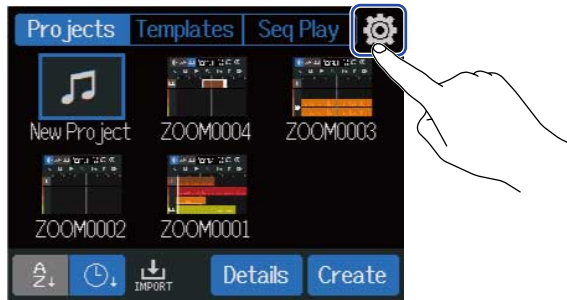 Projects Templates Seq Play
New Project ZOOM0004 ZOOM0003
ZOOM0002 ZOOM0001
A Z IMPORT Details Create